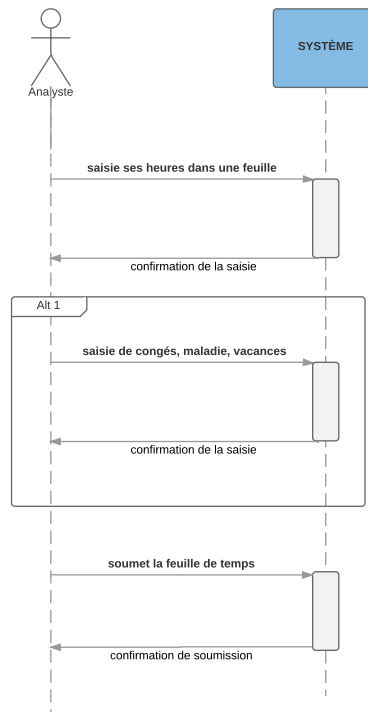 SYSTÈME
Analyste
saisie ses heures dans une feuille
confirmation de la saisie
Alt 1
saisie de congés, maladie, vacances
confirmation de la saisie
soumet la feuille de temps
confirmation de soumission